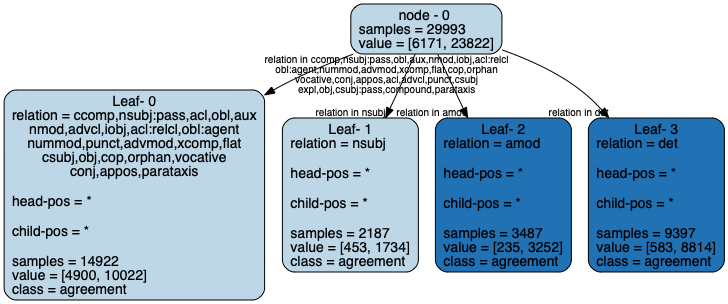 node - 0
samples = 29993
value = [6171, 23822]
relation in ccomp,nsubj:pass,obl,aux,nmod,iobj,acl:relcl
obl:agent,nummod,advmod,xcomp,flat,cop,orphan
vocative,conj,appos,acl,advcl,punct,csubj
expl,obj,csubj:pass,compound,parataxis
relation in nsubj
relation in amod
relation in det
Leaf- 0
relation = ccomp,nsubj:pass,acl,obl,aux
nmod,advcl,iobj,acl:relcl,obl:agent
nummod,punct,advmod,xcomp,flat
csubj,obj,cop,orphan,vocative
conj,appos,parataxis
head-pos = *
child-pos = *
samples = 14922
value = [4900, 10022]
class = agreement
Leaf- 1
relation = nsubj
head-pos = *
child-pos = *
samples = 2187
value = [453, 1734]
class = agreement
Leaf- 2
relation = amod
head-pos = *
child-pos = *
samples = 3487
value = [235, 3252]
class = agreement
Leaf- 3
relation = det
head-pos = *
child-pos = *
samples = 9397
value = [583, 8814]
class = agreement